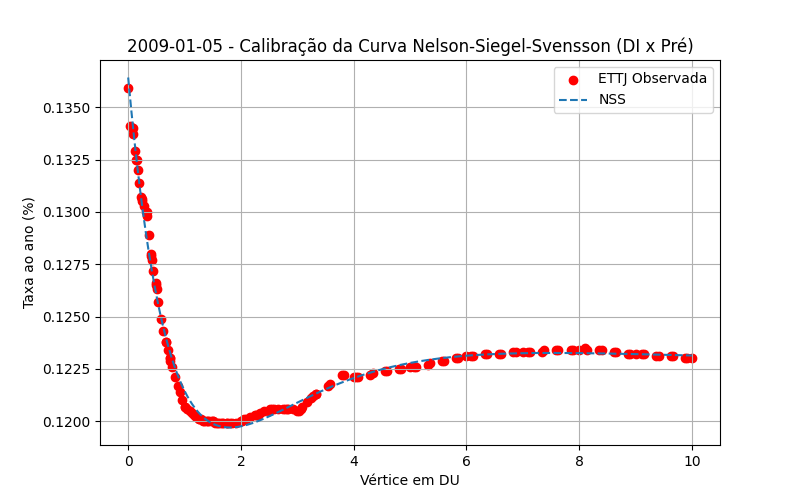 2009-01-05 - Calibração da Curva Nelson-Siegel-Svensson (DI x Pré)
ETTJ Observada
NSS
Taxa ao ano (%)
0.1350
0.1325
0.1300
0.1275
0.1250
0.1225
0.1200
0 2 4 6 8 10
Vértice em DU